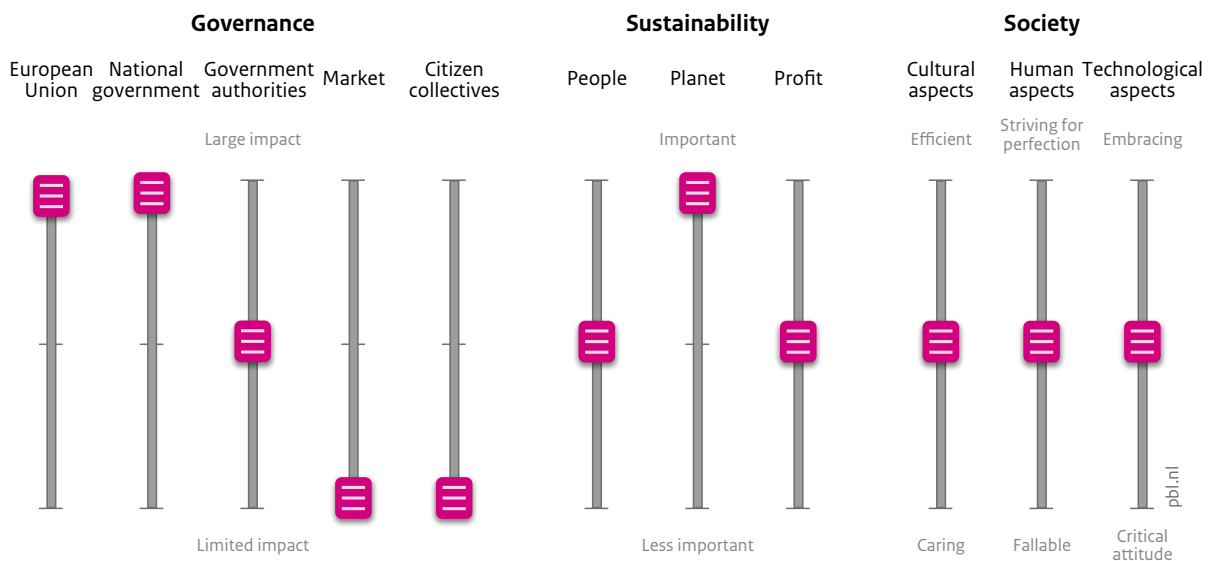 Governance
Sustainability
Society
European
Union
National
government
Government
authorities
Market
Citizen
collectives
People
Planet
Profit
Cultural
aspects
Human
aspects
Technological
aspects
Large impact
Important
Efficient
Striving for
perfection
Embracing
pbl.nl
Limited impact
Less important
Caring
Fallable
Critical
attitude